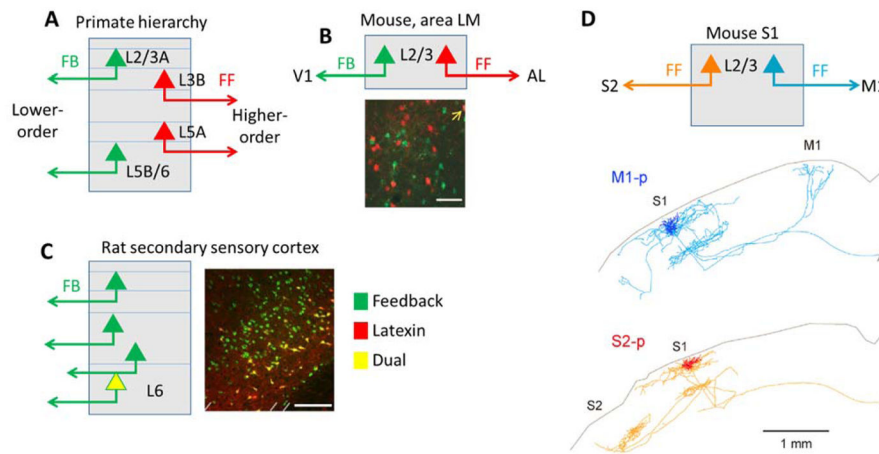 A
Primate hierarchy
FB
L2/3A
L3B
FF
Lower-
order
Higher-
order
L5A
L5B/6
B
Mouse, area LM
V1
FB
L2/3
FF
AL
C
Rat secondary sensory cortex
FB
L6
Feedback
Latexin
Dual
D
Mouse S1
S2
FF
L2/3
FF
M1
M1
M1-p
S1
S2-p
S1
S2
1 mm